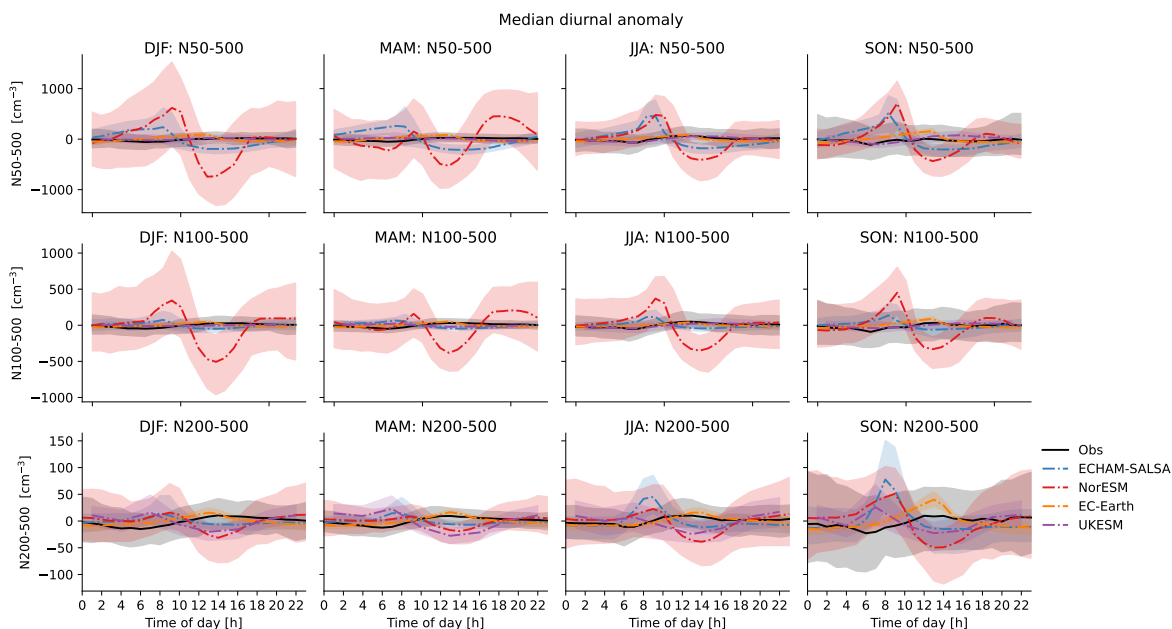 Median diurnal anomaly
DJF: N50-500
MAM: N50-500
JJA: N50-500
SON: N50-500
N50-500 [cm⁻³]
1000
0
−1000
DJF: N100-500
MAM: N100-500
JJA: N100-500
SON: N100-500
N100-500 [cm⁻³]
1000
500
0
−500
−1000
DJF: N200-500
MAM: N200-500
JJA: N200-500
SON: N200-500
N200-500 [cm⁻³]
150
100
50
0
−50
−100
0 2 4 6 8 10 12 14 16 18 20 22
0 2 4 6 8 10 12 14 16 18 20 22
0 2 4 6 8 10 12 14 16 18 20 22
0 2 4 6 8 10 12 14 16 18 20 22
Time of day [h]
Time of day [h]
Time of day [h]
Time of day [h]
Obs
ECHAM-SALSA
NorESM
EC-Earth
UKESM